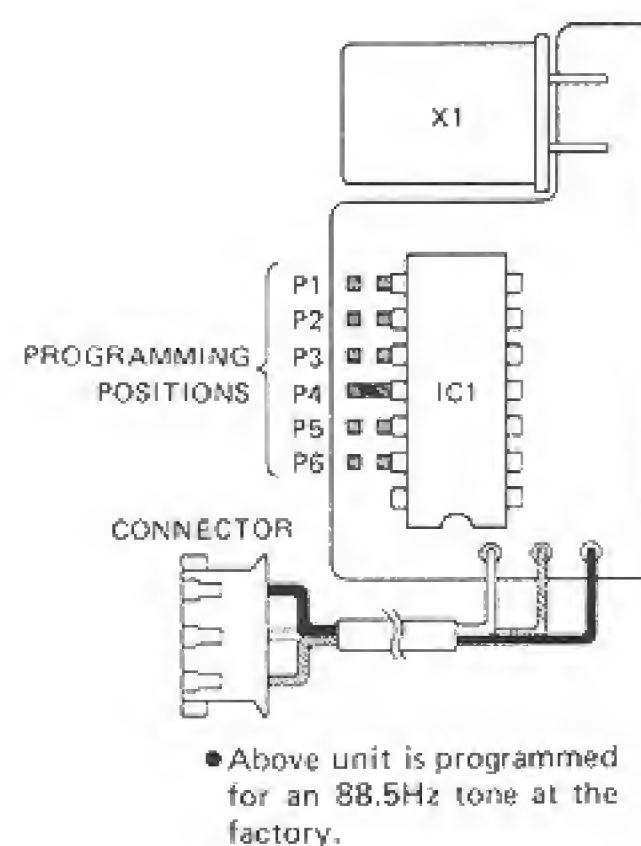 X1
P1
P2
PROGRAMMING
POSITIONS
P3
P4
IC1
P5
P6
CONNECTOR
●Above unit is programmed
for an 88.5Hz tone at the
factory.